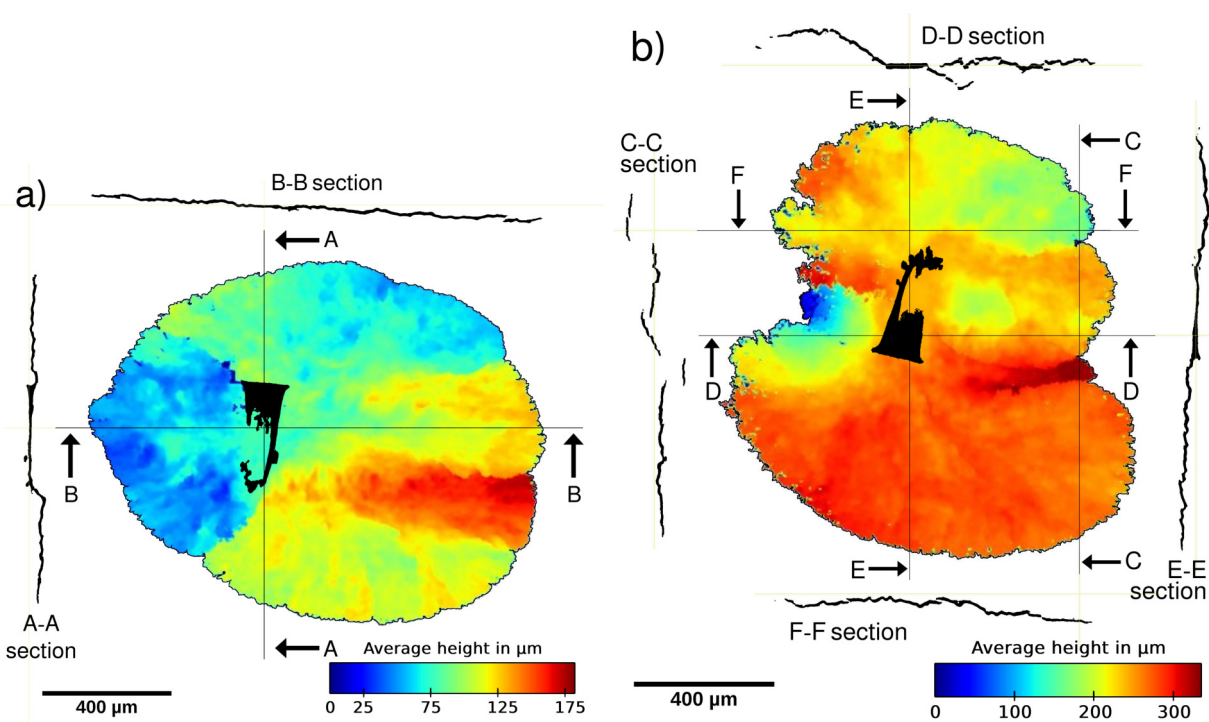 a)
B-B section
A
B
B
A
A-A
section
Average height in µm
0 25 75 125 175
400 µm
b)
D-D section
E
C
C-C
section
F
F
D
D
E
C
E-E
section
F-F section
Average height in µm
0 100 200 300
400 µm